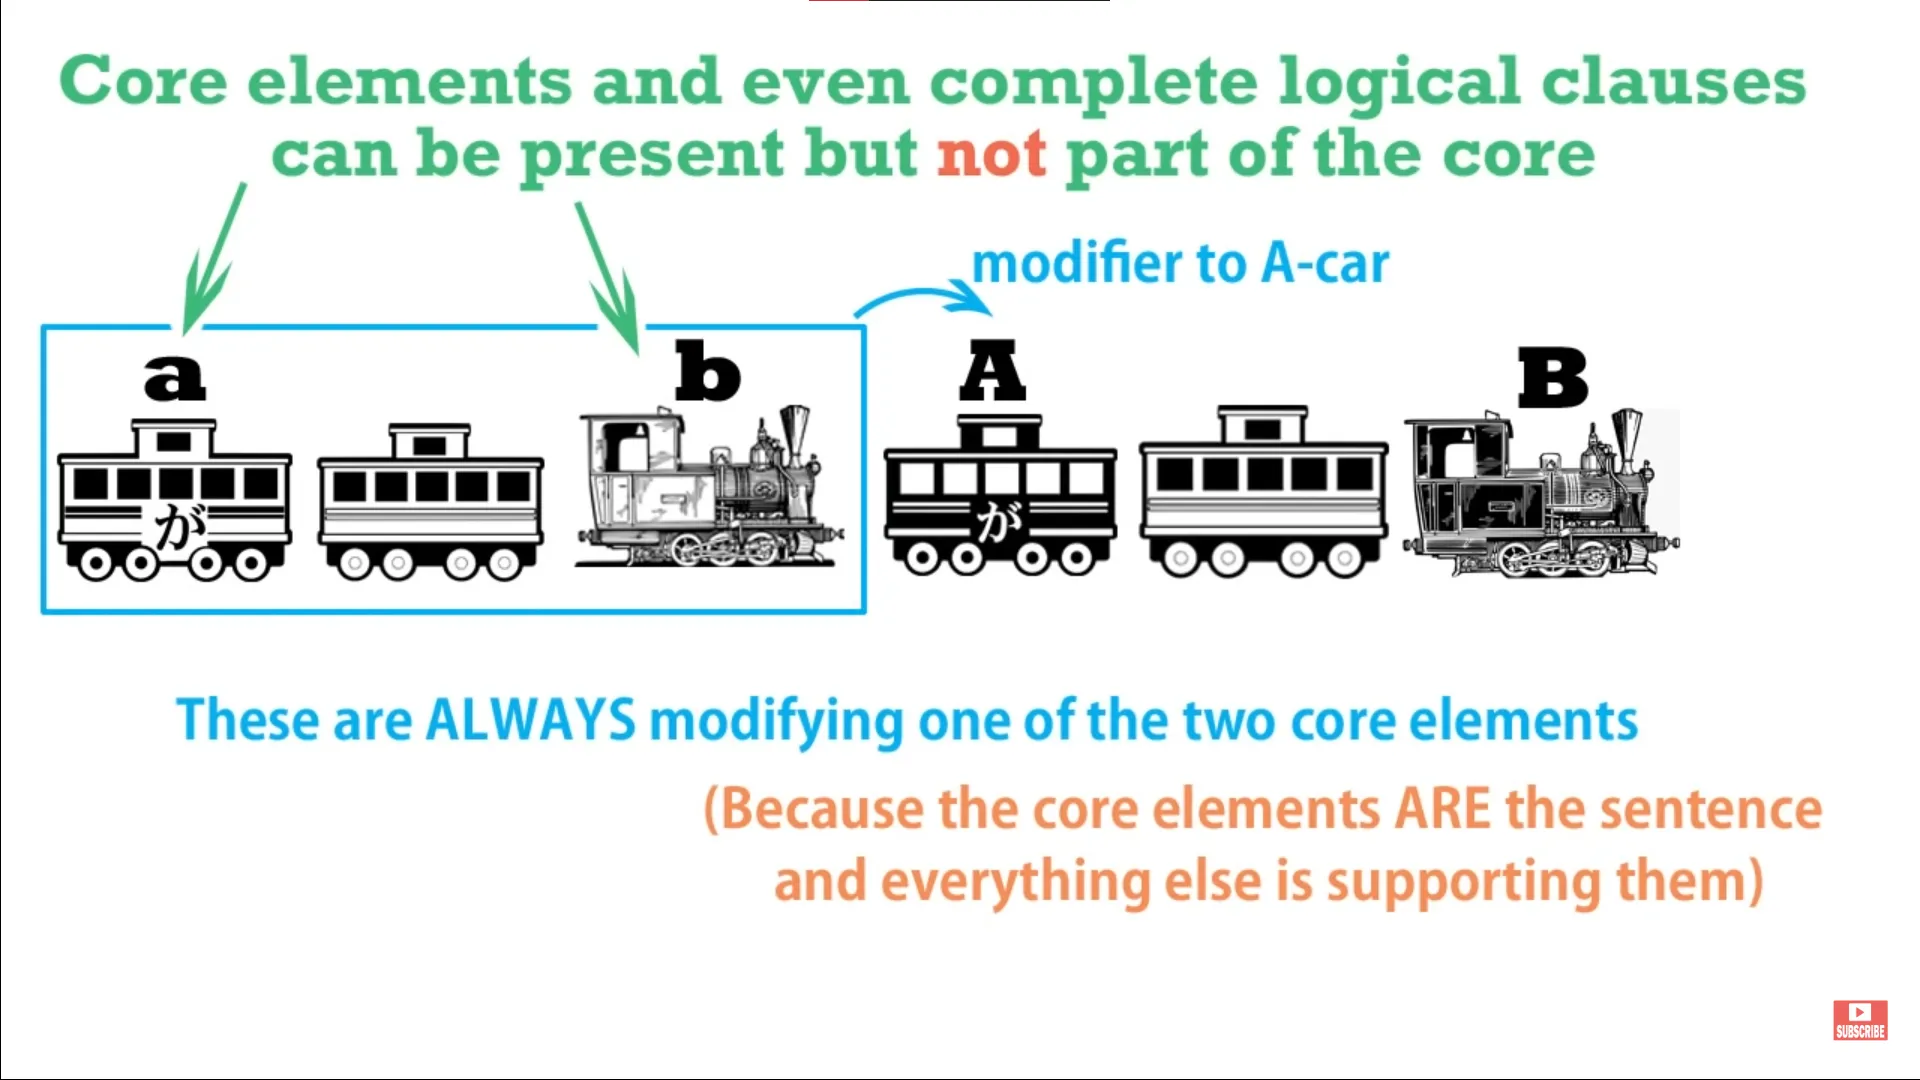 Core elements and even complete logical clauses
can be present but not part of the core
modifier to A-car
a
b
A
B
が
が
These are ALWAYS modifying one of the two core elements
(Because the core elements ARE the sentence
and everything else is supporting them)
SUBSCRIBE